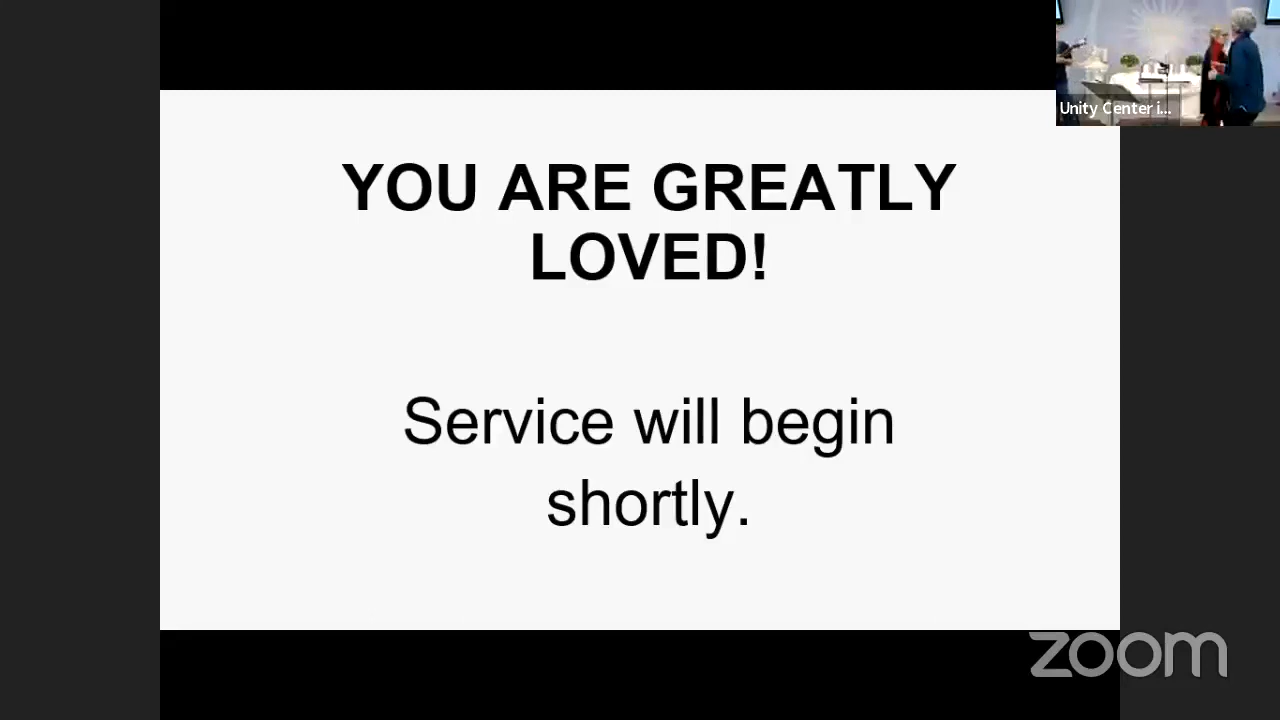 YOU ARE GREATLY
LOVED!
Service will begin
shortly.
Unity Center i...
zoom